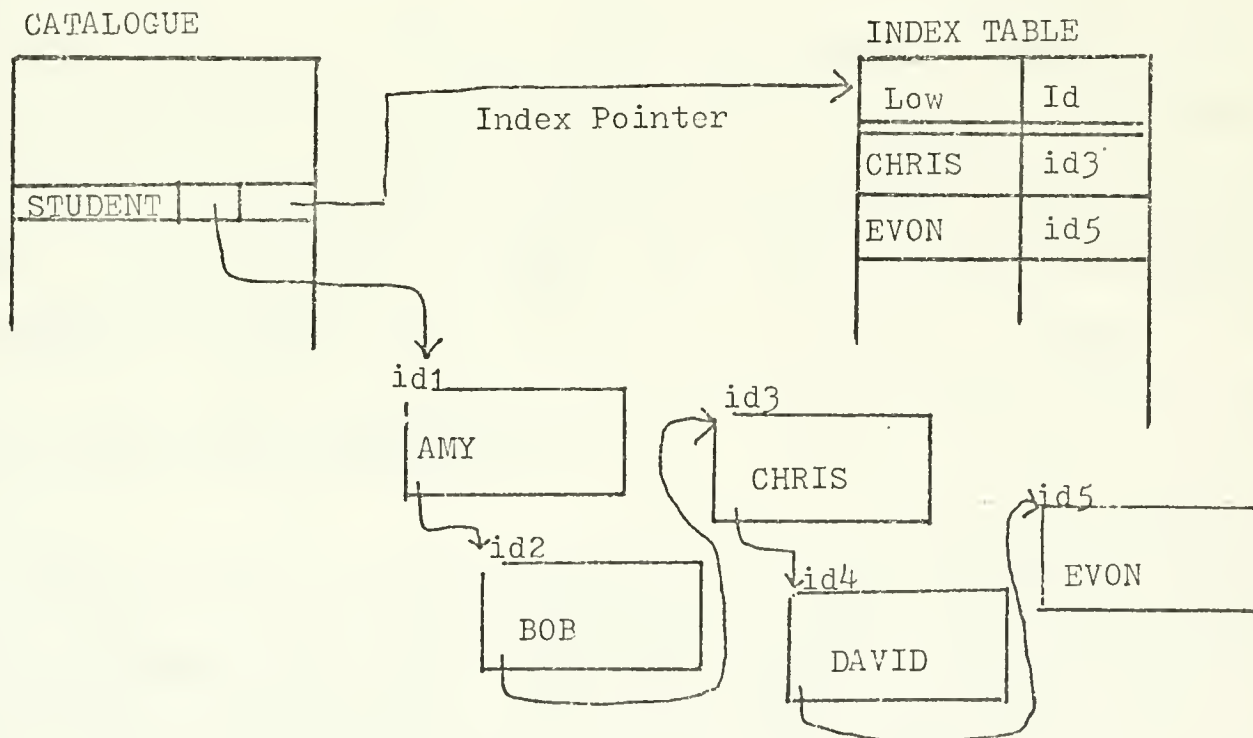 CATALOGUE
INDEX TABLE
Low Id
Index Pointer
CHRIS id3
STUDENT
EVON id5
id1
AMY
id3
CHRIS
id2
BOB
id5
EVON
id4
DAVID